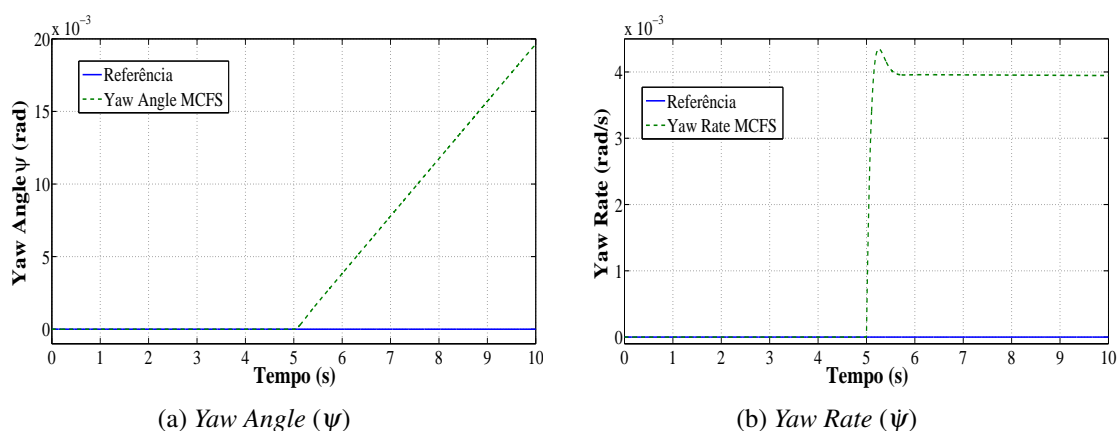 x 10⁻³
20
15
10
5
0
Yaw Angle ψ (rad)
Referência
Yaw Angle MCFS
0 1 2 3 4 5 6 7 8 9 10
Tempo (s)
(a) Yaw Angle (ψ)
x 10⁻³
4
3
2
1
0
Yaw Rate (rad/s)
Referência
Yaw Rate MCFS
0 1 2 3 4 5 6 7 8 9 10
Tempo (s)
(b) Yaw Rate (ψ̇)